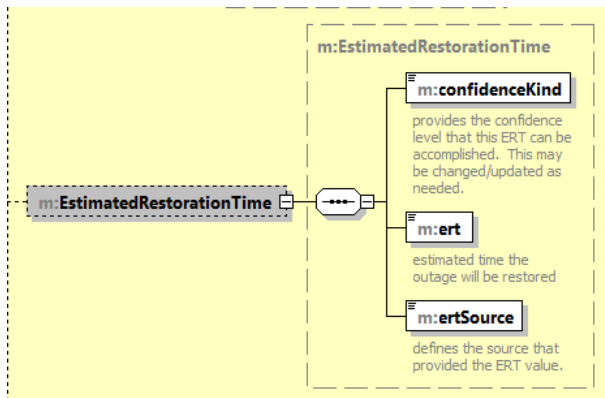 m:EstimatedRestorationTime
m:confidenceKind
provides the confidence
level that this ERT can be
accomplished.  This may
be changed/updated as
needed.
m:EstimatedRestorationTime
m:ert
estimated time the
outage will be restored
m:ertSource
defines the source that
provided the ERT value.